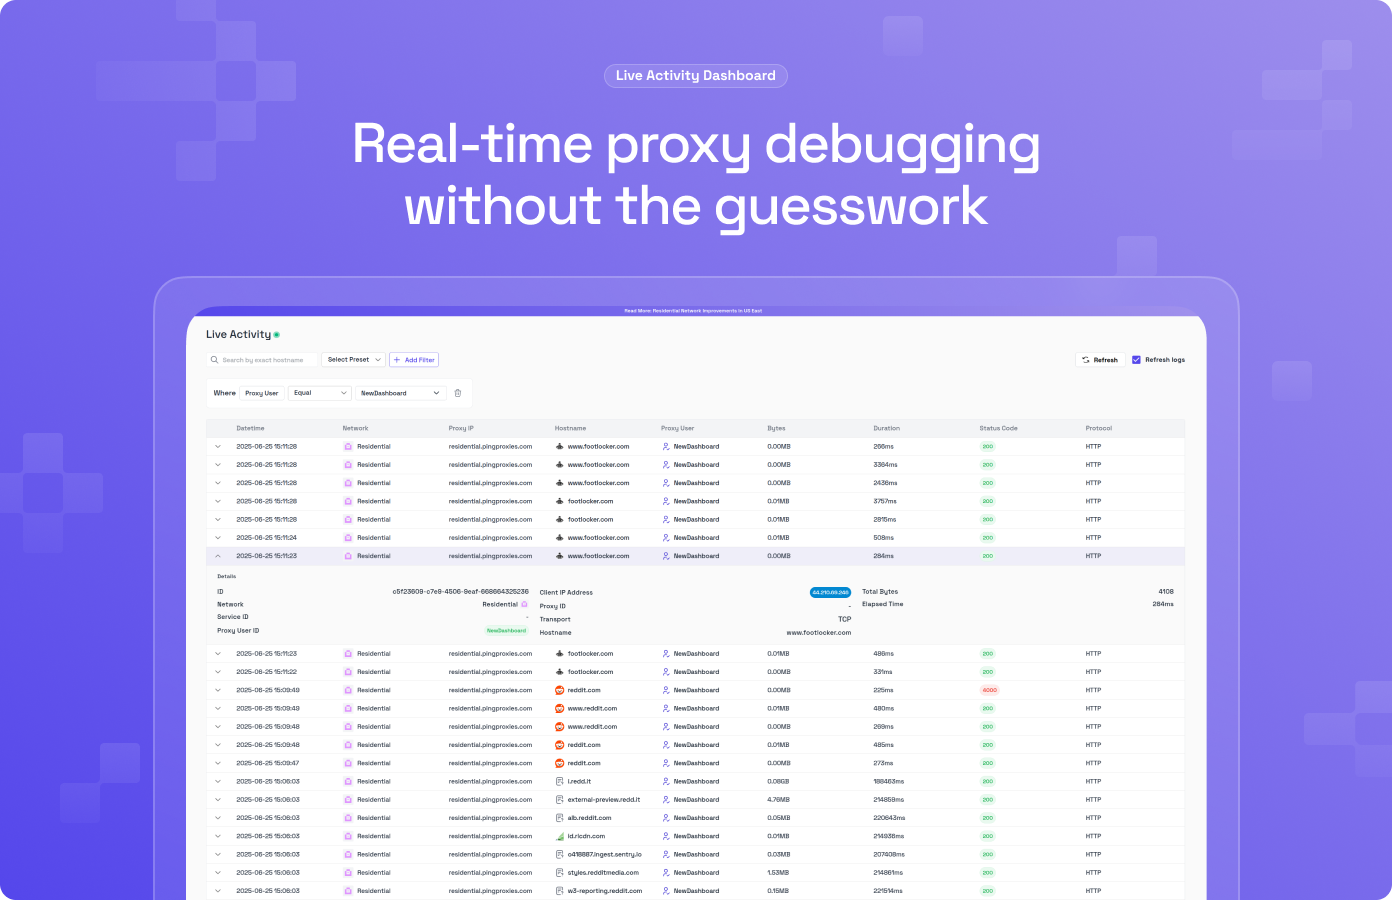 Live Activity Dashboard
Real-time proxy debugging
without the guesswork
Read More: Residential Network Improvements in US East
Live Activity
Search by exact hostname Select Preset Add Filter Refresh Refresh logs
Where Proxy User Equal NewDashboard
Datetime Network Proxy IP Hostname Proxy User Bytes Duration Status Code Protocol
2025-06-25 15:11:28 Residential residential.pingproxies.com www.footlocker.com NewDashboard 0.00MB 266ms 200 HTTP
2025-06-25 15:11:28 Residential residential.pingproxies.com www.footlocker.com NewDashboard 0.00MB 3364ms 200 HTTP
2025-06-25 15:11:28 Residential residential.pingproxies.com www.footlocker.com NewDashboard 0.00MB 2436ms 200 HTTP
2025-06-25 15:11:28 Residential residential.pingproxies.com footlocker.com NewDashboard 0.01MB 3757ms 200 HTTP
2025-06-25 15:11:28 Residential residential.pingproxies.com footlocker.com NewDashboard 0.01MB 2815ms 200 HTTP
2025-06-25 15:11:24 Residential residential.pingproxies.com www.footlocker.com NewDashboard 0.01MB 508ms 200 HTTP
2025-06-25 15:11:23 Residential residential.pingproxies.com www.footlocker.com NewDashboard 0.00MB 284ms 200 HTTP
Details
ID c5f23609-c7e9-4506-9eaf-668664325236 Client IP Address 44.210.69.248 Total Bytes 4108
Network Residential Proxy ID - Elapsed Time 284ms
Service ID - Transport TCP
Proxy User ID NewDashboard Hostname www.footlocker.com
2025-06-25 15:11:23 Residential residential.pingproxies.com footlocker.com NewDashboard 0.01MB 486ms 200 HTTP
2025-06-25 15:11:22 Residential residential.pingproxies.com footlocker.com NewDashboard 0.00MB 331ms 200 HTTP
2025-06-25 15:09:49 Residential residential.pingproxies.com reddit.com NewDashboard 0.00MB 225ms 4000 HTTP
2025-06-25 15:09:49 Residential residential.pingproxies.com www.reddit.com NewDashboard 0.01MB 480ms 200 HTTP
2025-06-25 15:09:48 Residential residential.pingproxies.com www.reddit.com NewDashboard 0.00MB 269ms 200 HTTP
2025-06-25 15:09:48 Residential residential.pingproxies.com reddit.com NewDashboard 0.01MB 485ms 200 HTTP
2025-06-25 15:09:47 Residential residential.pingproxies.com reddit.com NewDashboard 0.00MB 273ms 200 HTTP
2025-06-25 15:06:03 Residential residential.pingproxies.com i.redd.it NewDashboard 0.08GB 188463ms 200 HTTP
2025-06-25 15:06:03 Residential residential.pingproxies.com external-preview.redd.it NewDashboard 4.76MB 214859ms 200 HTTP
2025-06-25 15:06:03 Residential residential.pingproxies.com alb.reddit.com NewDashboard 0.05MB 220643ms 200 HTTP
2025-06-25 15:06:03 Residential residential.pingproxies.com id.rlcdn.com NewDashboard 0.01MB 214936ms 200 HTTP
2025-06-25 15:06:03 Residential residential.pingproxies.com o418887.ingest.sentry.io NewDashboard 0.03MB 207408ms 200 HTTP
2025-06-25 15:06:03 Residential residential.pingproxies.com styles.redditmedia.com NewDashboard 1.53MB 214861ms 200 HTTP
2025-06-25 15:06:03 Residential residential.pingproxies.com w3-reporting.reddit.com NewDashboard 0.15MB 221514ms 200 HTTP